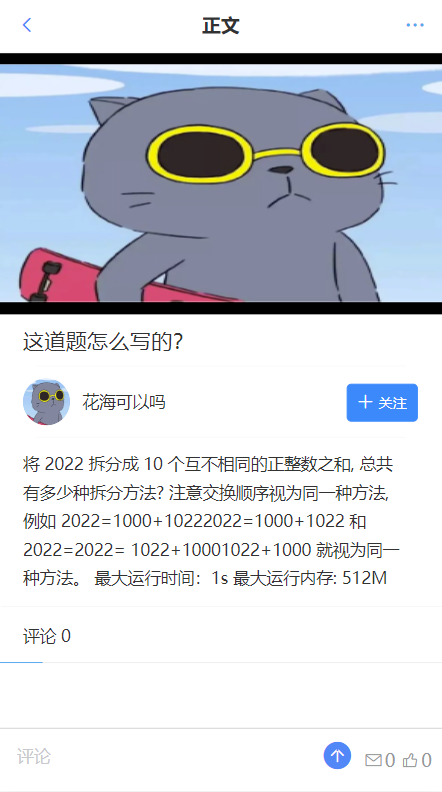 正文
这道题怎么写的?
花海可以吗
关注
将 2022 拆分成 10 个互不相同的正整数之和, 总共
有多少种拆分方法? 注意交换顺序视为同一种方法,
例如 2022=1000+10222022=1000+1022 和
2022=2022= 1022+10001022+1000 就视为同一
种方法。 最大运行时间：1s 最大运行内存: 512M
评论 0
评论
0
0